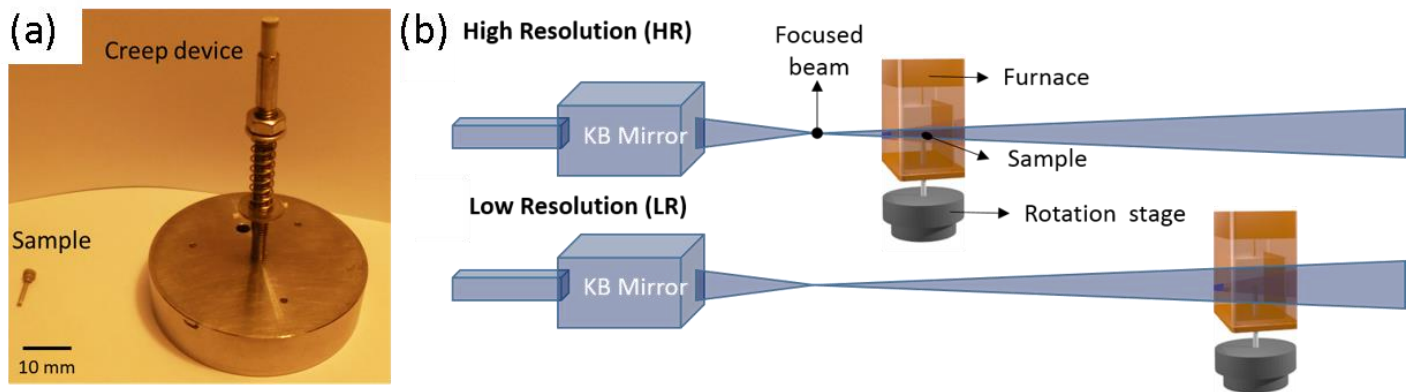 (a)
Creep device
Sample
10 mm
(b)
High Resolution (HR)
Focused
beam
KB Mirror
Furnace
Sample
Rotation stage
Low Resolution (LR)
KB Mirror